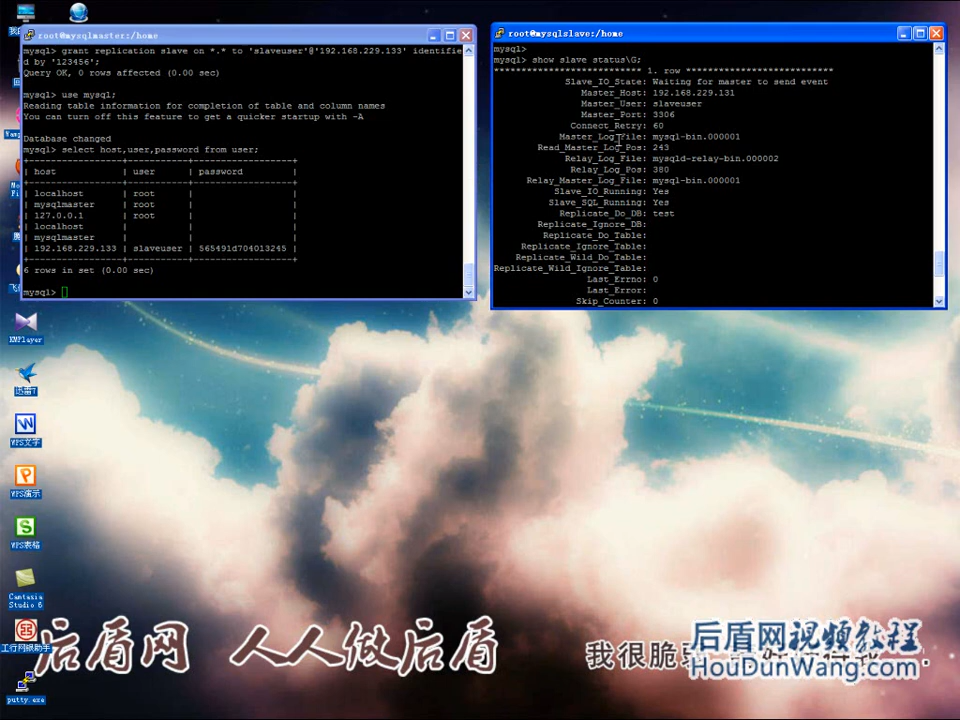 root@mysqlmaster:/home
mysql> grant replication slave on *.* to 'slaveuser'@'192.168.229.133' identifie
d by '123456';
Query OK, 0 rows affected (0.00 sec)
mysql> use mysql;
Reading table information for completion of table and column names
You can turn off this feature to get a quicker startup with -A
Database changed
mysql> select host,user,password from user;
+-----------------+-----------+------------------+
| host | user | password |
+-----------------+-----------+------------------+
| localhost | root | |
| mysqlmaster | root | |
| 127.0.0.1 | root | |
| localhost | | |
| mysqlmaster | | |
| 192.168.229.133 | slaveuser | 565491d704013245 |
+-----------------+-----------+------------------+
6 rows in set (0.00 sec)
mysql>
root@mysqlslave:/home
mysql>
mysql> show slave status\G;
*************************** 1. row ***************************
Slave_IO_State: Waiting for master to send event
Master_Host: 192.168.229.131
Master_User: slaveuser
Master_Port: 3306
Connect_Retry: 60
Master_Log_File: mysql-bin.000001
Read_Master_Log_Pos: 243
Relay_Log_File: mysqld-relay-bin.000002
Relay_Log_Pos: 380
Relay_Master_Log_File: mysql-bin.000001
Slave_IO_Running: Yes
Slave_SQL_Running: Yes
Replicate_Do_DB: test
Replicate_Ignore_DB:
Replicate_Do_Table:
Replicate_Ignore_Table:
Replicate_Wild_Do_Table:
Replicate_Wild_Ignore_Table:
Last_Errno: 0
Last_Error:
Skip_Counter: 0
KMPlayer
迅雷7
WPS文字
WPS演示
WPS表格
Camtasia
Studio 6
工行网银助手
putty.exe
后盾网 人人做后盾
我很脆
后盾网视频教程
HouDunWang.com